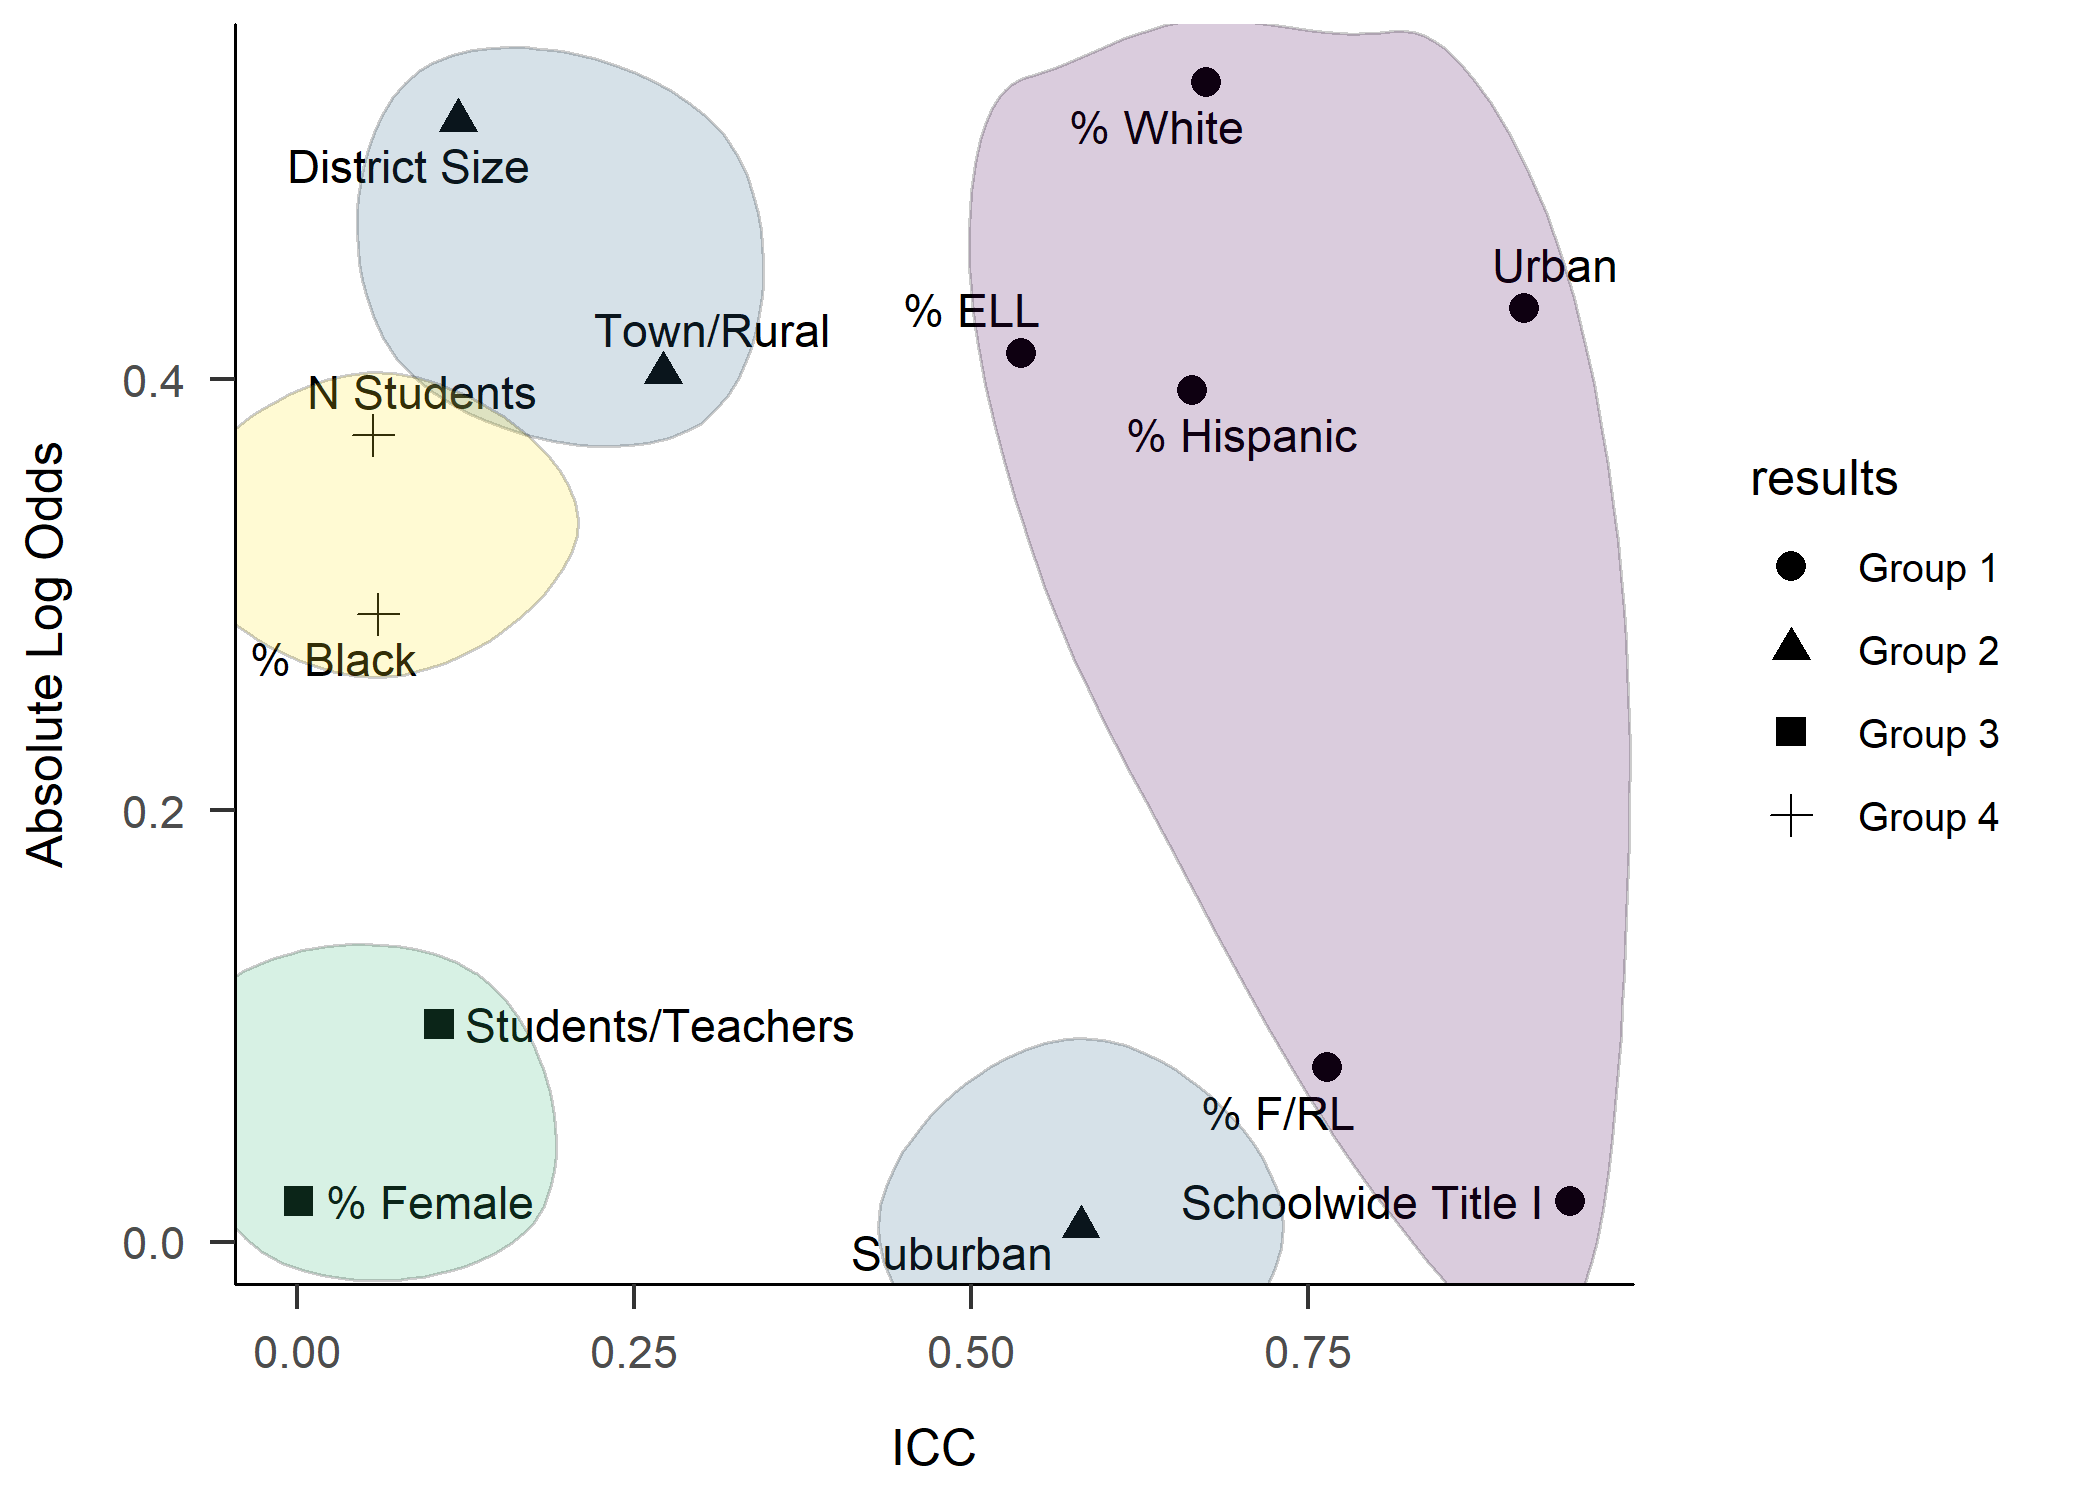 % White
District Size
Urban
% ELL
Town/Rural
0.4
N Students
% Hispanic
Absolute Log Odds
results
Group 1
Group 2
Group 3
Group 4
% Black
0.2
Students/Teachers
% F/RL
% Female
Schoolwide Title I
0.0
Suburban
0.00
0.25
0.50
0.75
ICC